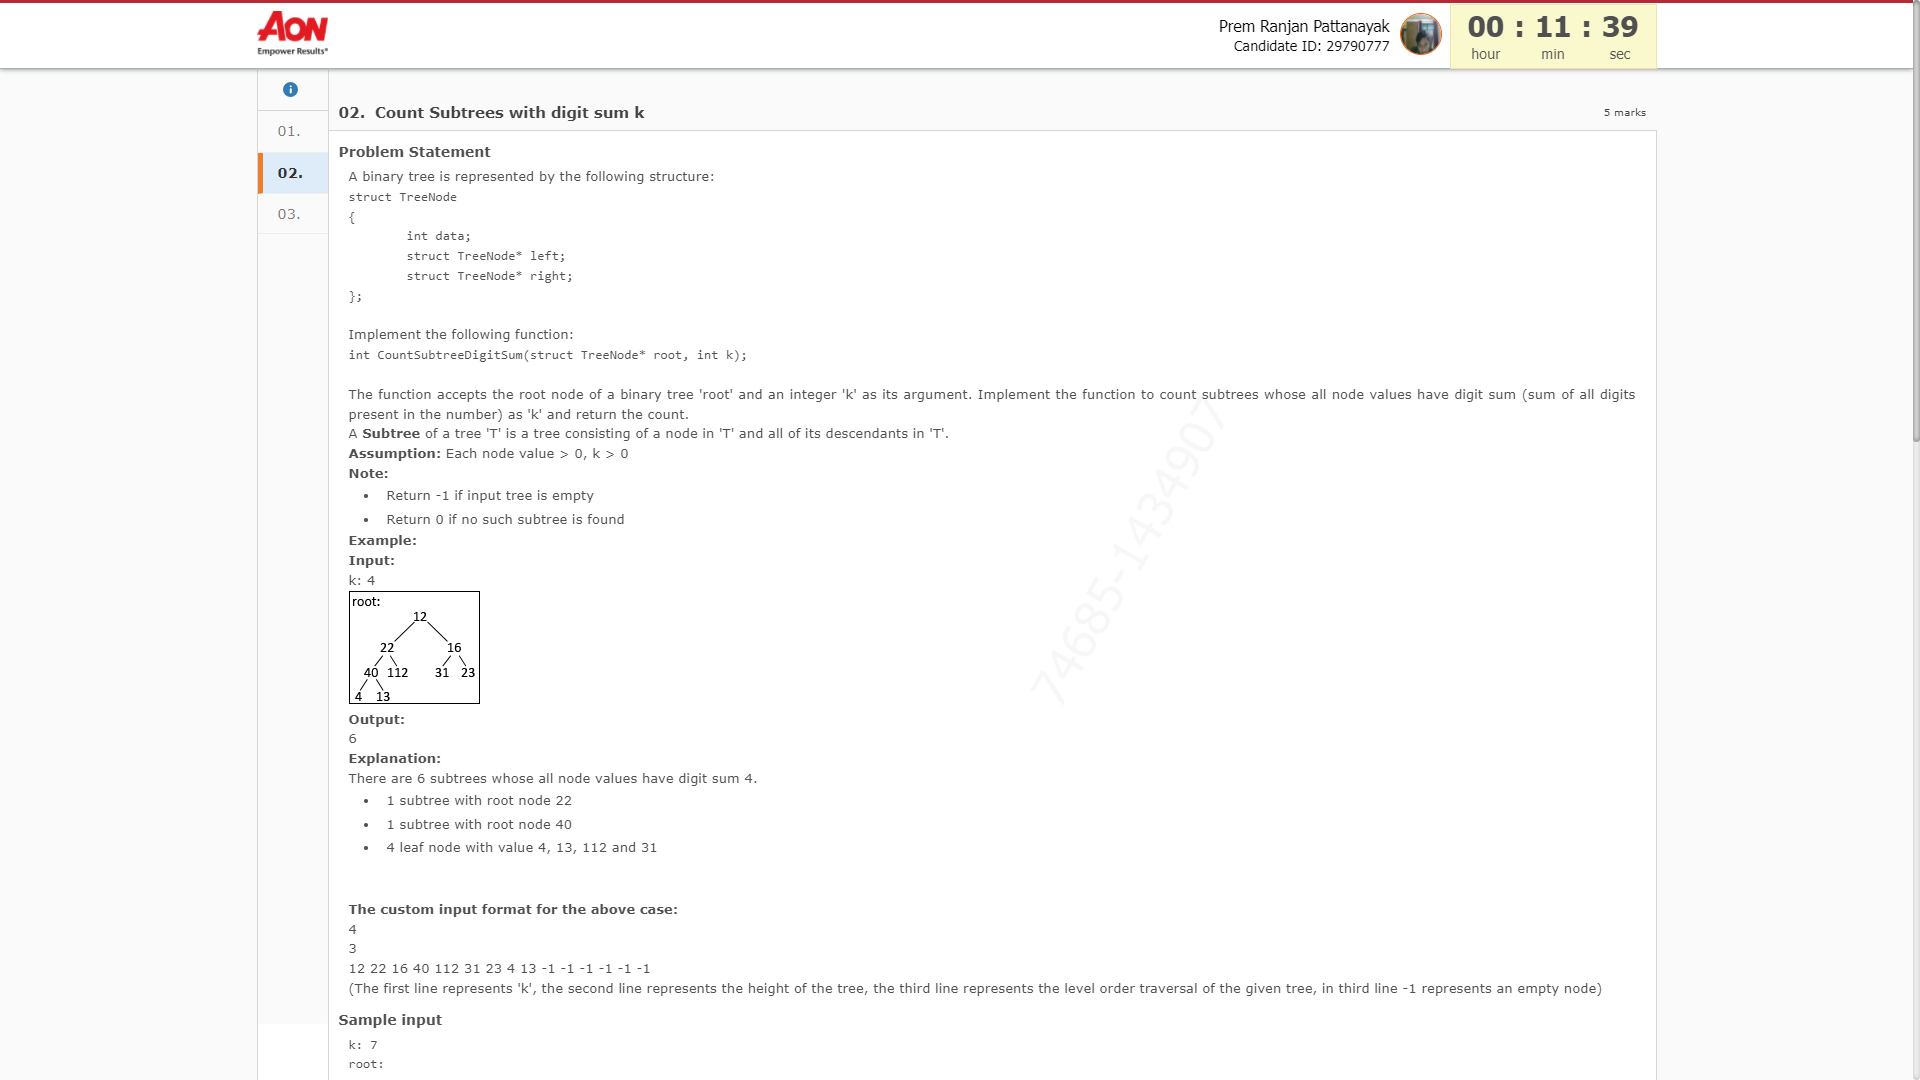 AON
Empower Results®
Prem Ranjan Pattanayak
Candidate ID: 29790777
00 : 11 : 39
hour min sec
01.
02.
03.
02. Count Subtrees with digit sum k
5 marks
Problem Statement
A binary tree is represented by the following structure:
struct TreeNode
{
int data;
struct TreeNode* left;
struct TreeNode* right;
};
Implement the following function:
int CountSubtreeDigitSum(struct TreeNode* root, int k);
The function accepts the root node of a binary tree 'root' and an integer 'k' as its argument. Implement the function to count subtrees whose all node values have digit sum (sum of all digits
present in the number) as 'k' and return the count.
A Subtree of a tree 'T' is a tree consisting of a node in 'T' and all of its descendants in 'T'.
Assumption: Each node value > 0, k > 0
Note:
• Return -1 if input tree is empty
• Return 0 if no such subtree is found
Example:
Input:
k: 4
root:
12
22 16
40 112 31 23
4 13
Output:
6
Explanation:
There are 6 subtrees whose all node values have digit sum 4.
• 1 subtree with root node 22
• 1 subtree with root node 40
• 4 leaf node with value 4, 13, 112 and 31
The custom input format for the above case:
4
3
12 22 16 40 112 31 23 4 13 -1 -1 -1 -1 -1 -1
(The first line represents 'k', the second line represents the height of the tree, the third line represents the level order traversal of the given tree, in third line -1 represents an empty node)
Sample input
k: 7
root:
74685-1434907